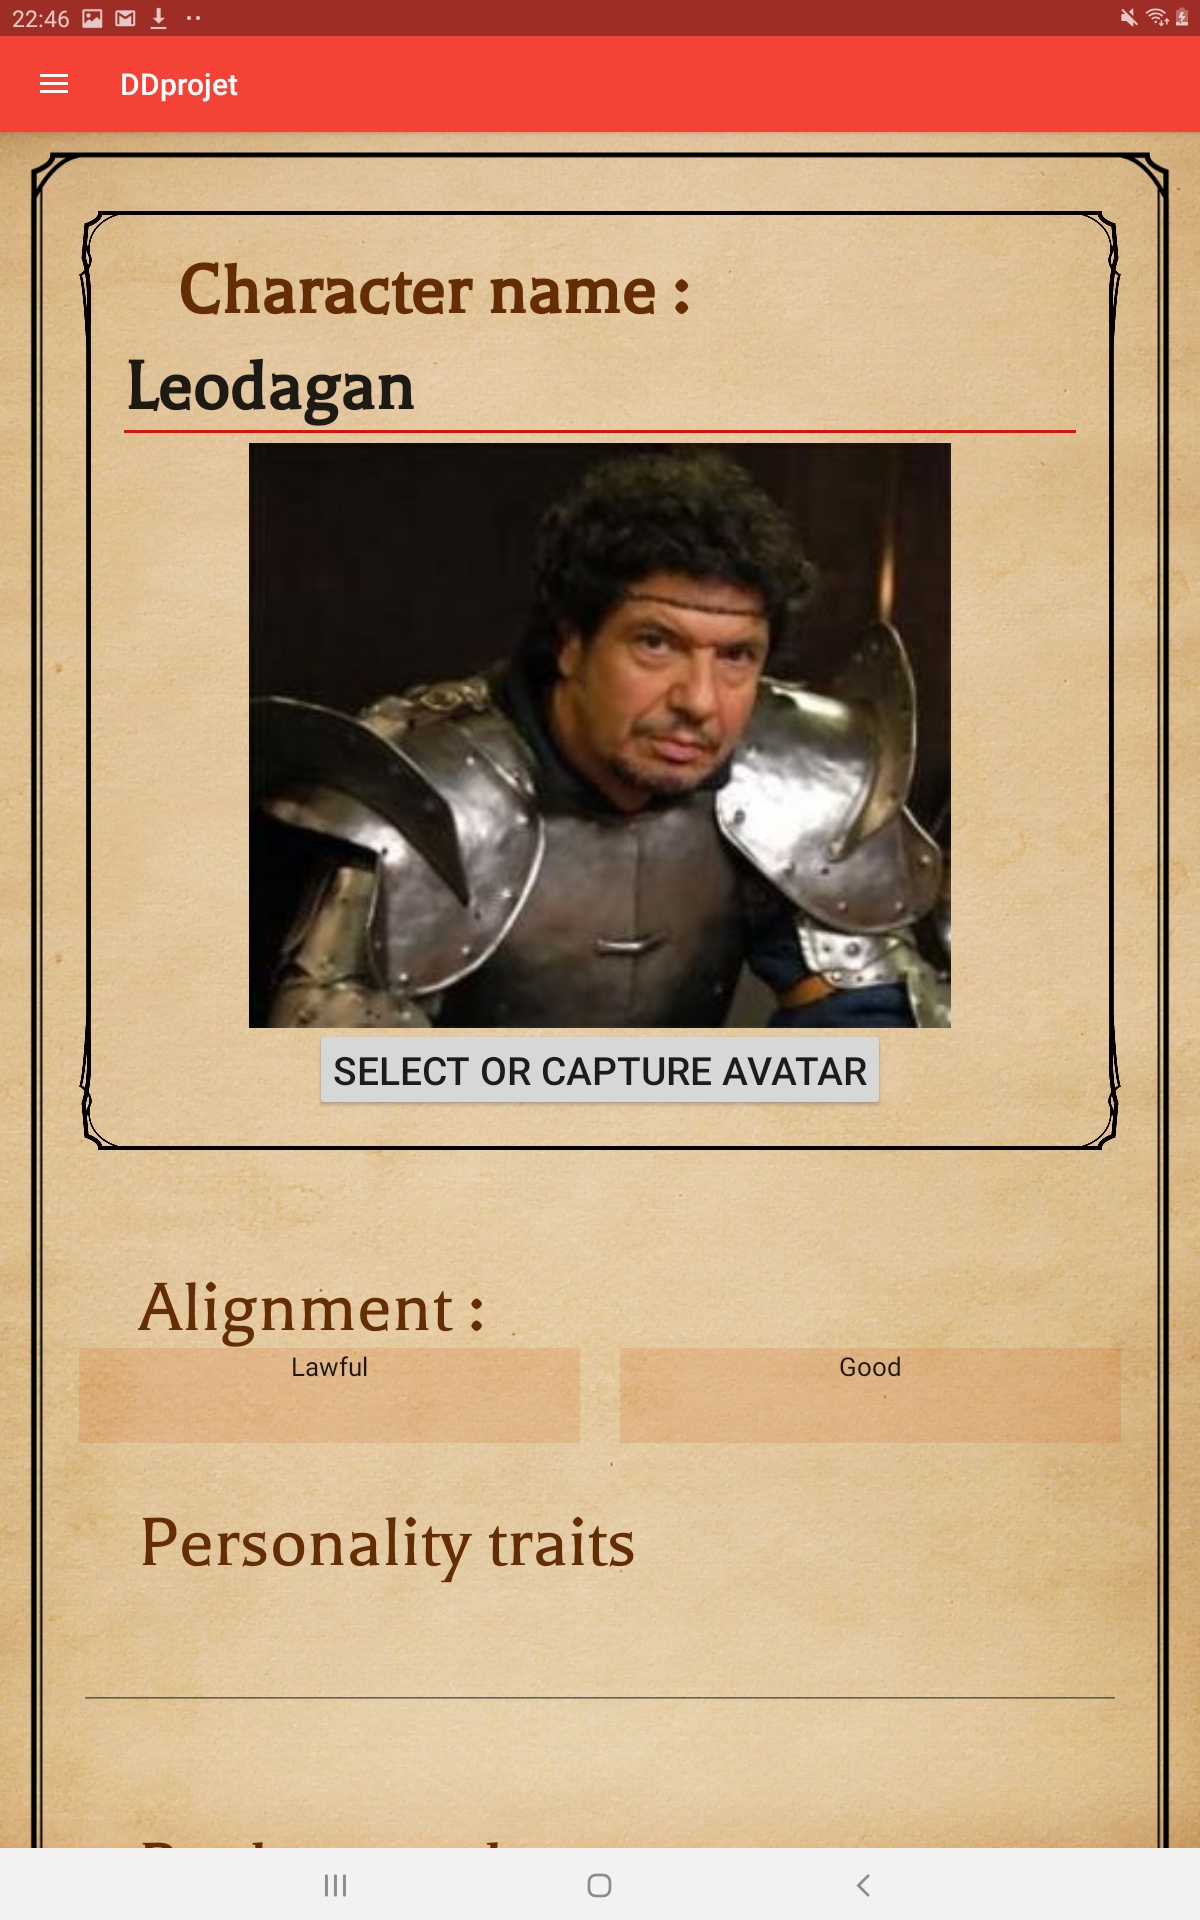 22:46
DDprojet
Character name :
Leodagan
SELECT OR CAPTURE AVATAR
Alignment :
Lawful
Good
Personality traits